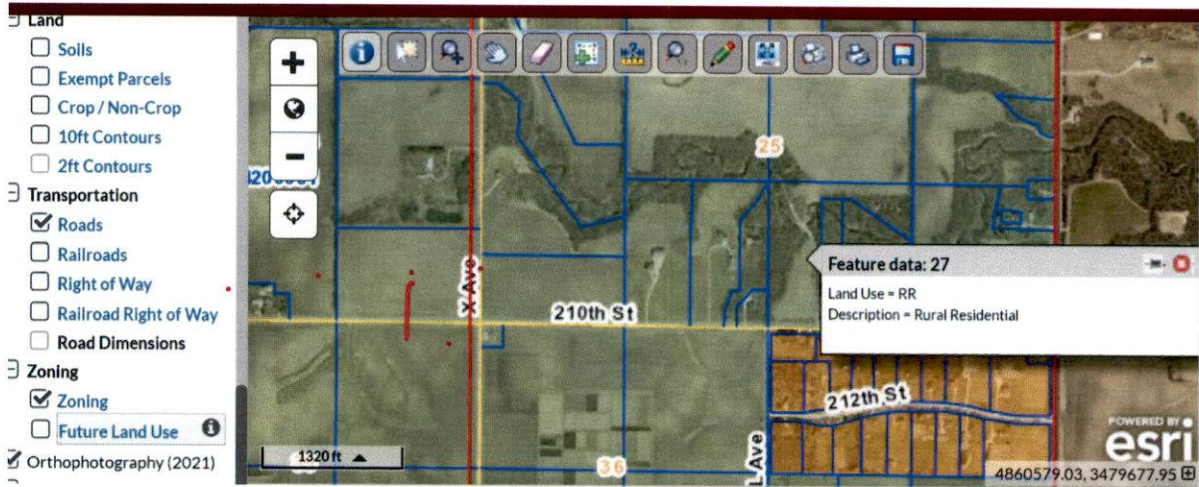 Land
Soils
Exempt Parcels
Crop / Non-Crop
10ft Contours
2ft Contours
Transportation
Roads
Railroads
Right of Way
Railroad Right of Way
Road Dimensions
Zoning
Zoning
Future Land Use
Orthophotography (2021)
25
X Ave
210th St
Feature data: 27
Land Use = RR
Description = Rural Residential
212th St
L Ave
36
1320 ft
POWERED BY
esri
4860579.03, 3479677.95